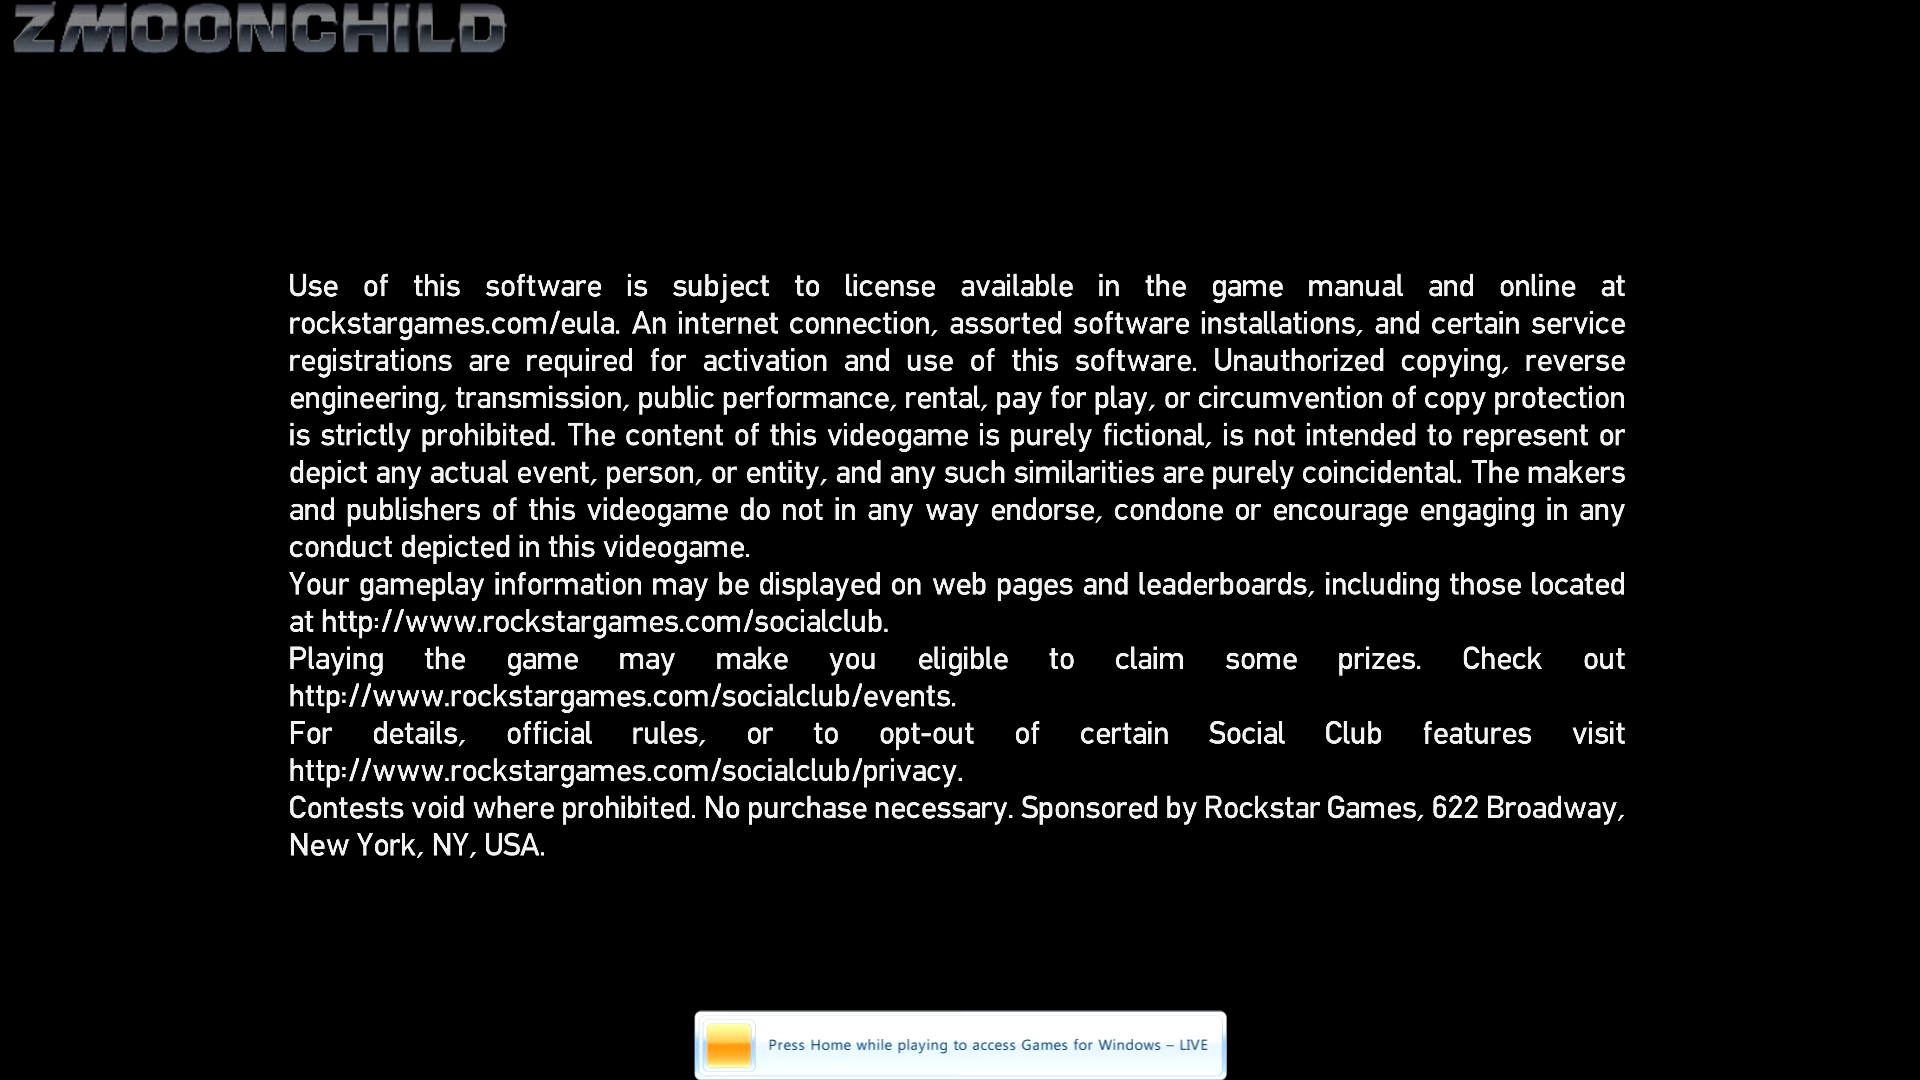 ZMOONCHILD
Use of this software is subject to license available in the game manual and online at
rockstargames.com/eula. An internet connection, assorted software installations, and certain service
registrations are required for activation and use of this software. Unauthorized copying, reverse
engineering, transmission, public performance, rental, pay for play, or circumvention of copy protection
is strictly prohibited. The content of this videogame is purely fictional, is not intended to represent or
depict any actual event, person, or entity, and any such similarities are purely coincidental. The makers
and publishers of this videogame do not in any way endorse, condone or encourage engaging in any
conduct depicted in this videogame.
Your gameplay information may be displayed on web pages and leaderboards, including those located
at http://www.rockstargames.com/socialclub.
Playing the game may make you eligible to claim some prizes. Check out
http://www.rockstargames.com/socialclub/events.
For details, official rules, or to opt-out of certain Social Club features visit
http://www.rockstargames.com/socialclub/privacy.
Contests void where prohibited. No purchase necessary. Sponsored by Rockstar Games, 622 Broadway,
New York, NY, USA.
Press Home while playing to access Games for Windows – LIVE